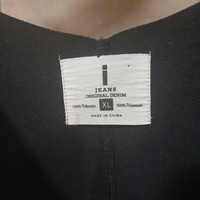 i
JEANS
ORIGINAL DENIM
100% Polyester XL 100% Polyester
MADE IN CHINA